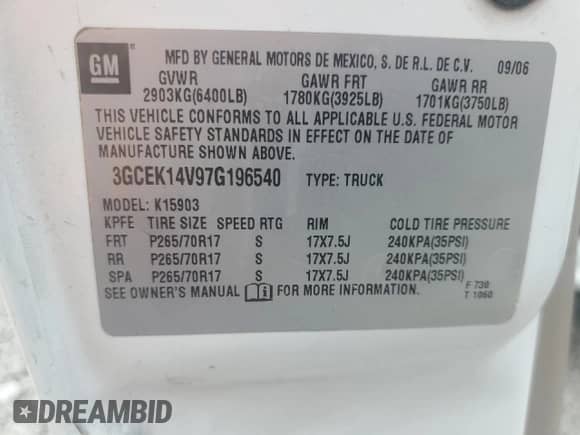 GM
MFD BY GENERAL MOTORS DE MEXICO, S. DE R.L. DE C.V. 09/06
GVWR GAWR FRT GAWR RR
2903KG(6400LB) 1780KG(3925LB) 1701KG(3750LB)
THIS VEHICLE CONFORMS TO ALL APPLICABLE U.S. FEDERAL MOTOR
VEHICLE SAFETY STANDARDS IN EFFECT ON THE DATE OF
MANUFACTURE SHOWN ABOVE.
3GCEK14V97G196540 TYPE: TRUCK
MODEL: K15903
KPFE TIRE SIZE SPEED RTG RIM COLD TIRE PRESSURE
FRT P265/70R17 S 17X7.5J 240KPA(35PSI)
RR P265/70R17 S 17X7.5J 240KPA(35PSI)
SPA P265/70R17 S 17X7.5J 240KPA(35PSI)
SEE OWNER'S MANUAL FOR MORE INFORMATION.
F 730
T 1060
DREAMBID